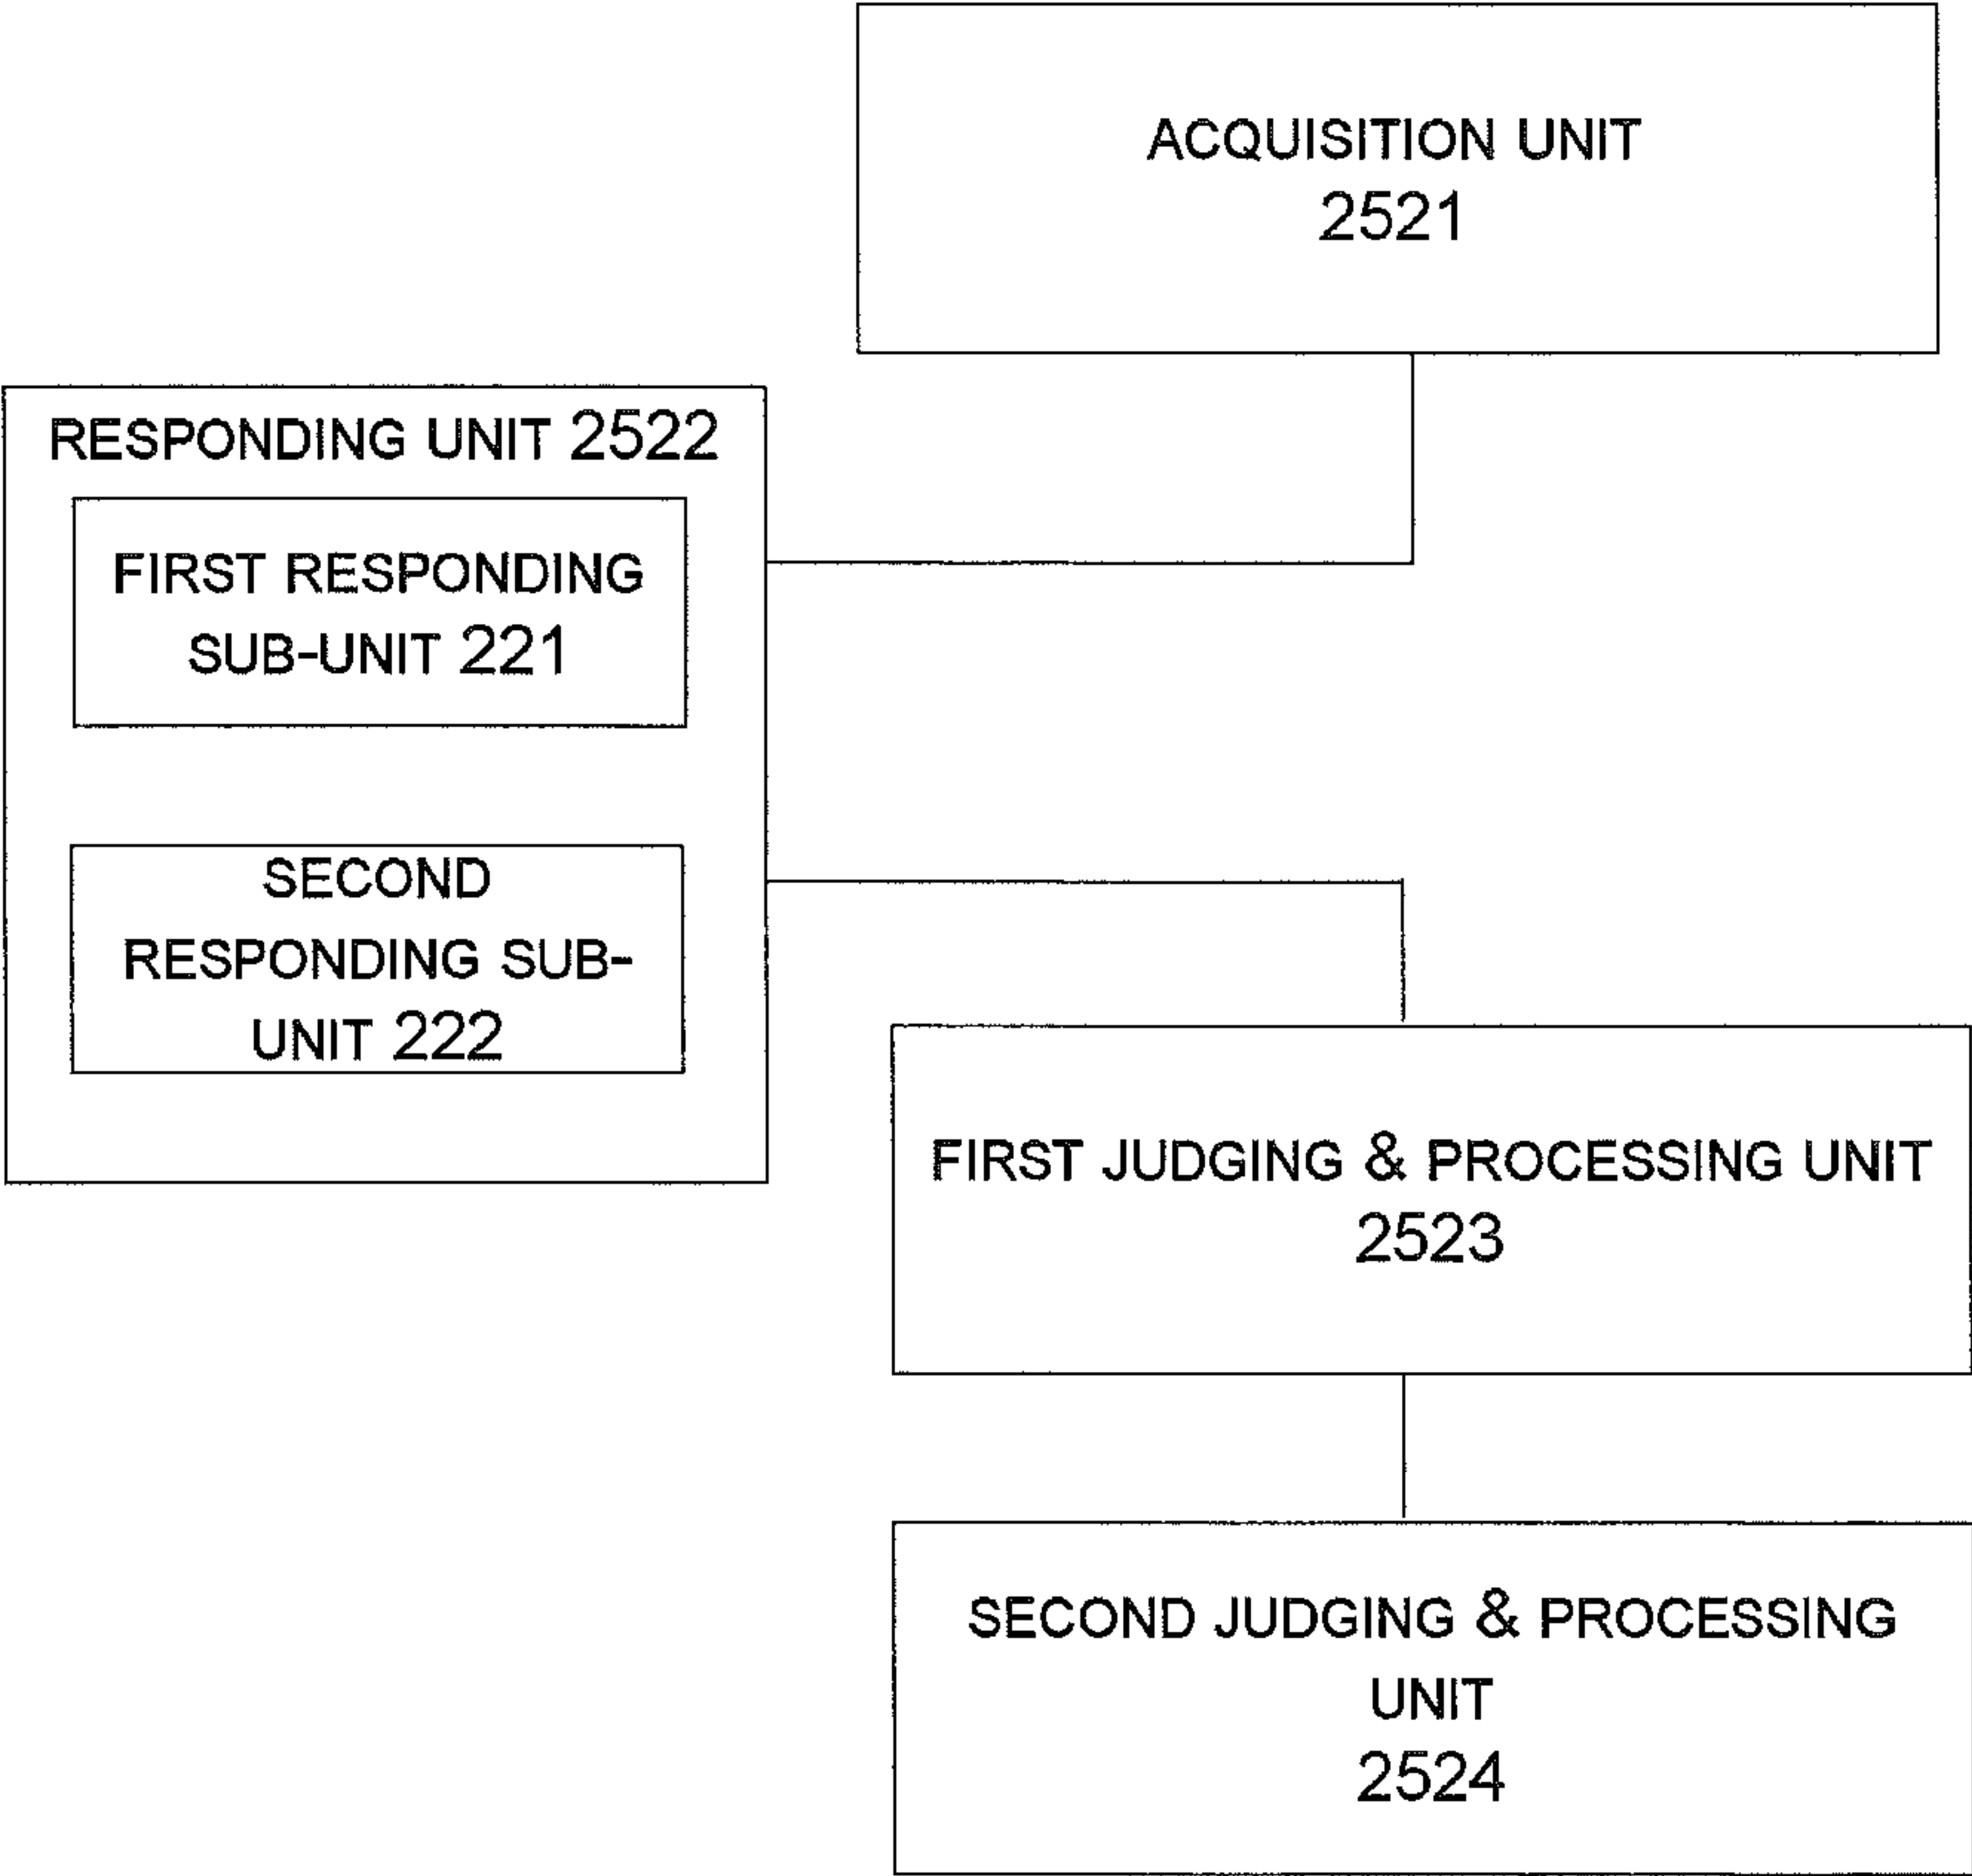 ACQUISITION UNIT
2521
RESPONDING UNIT 2522
FIRST RESPONDING
SUB-UNIT 221
SECOND
RESPONDING SUB-
UNIT 222
FIRST JUDGING & PROCESSING UNIT
2523
SECOND JUDGING & PROCESSING
UNIT
2524